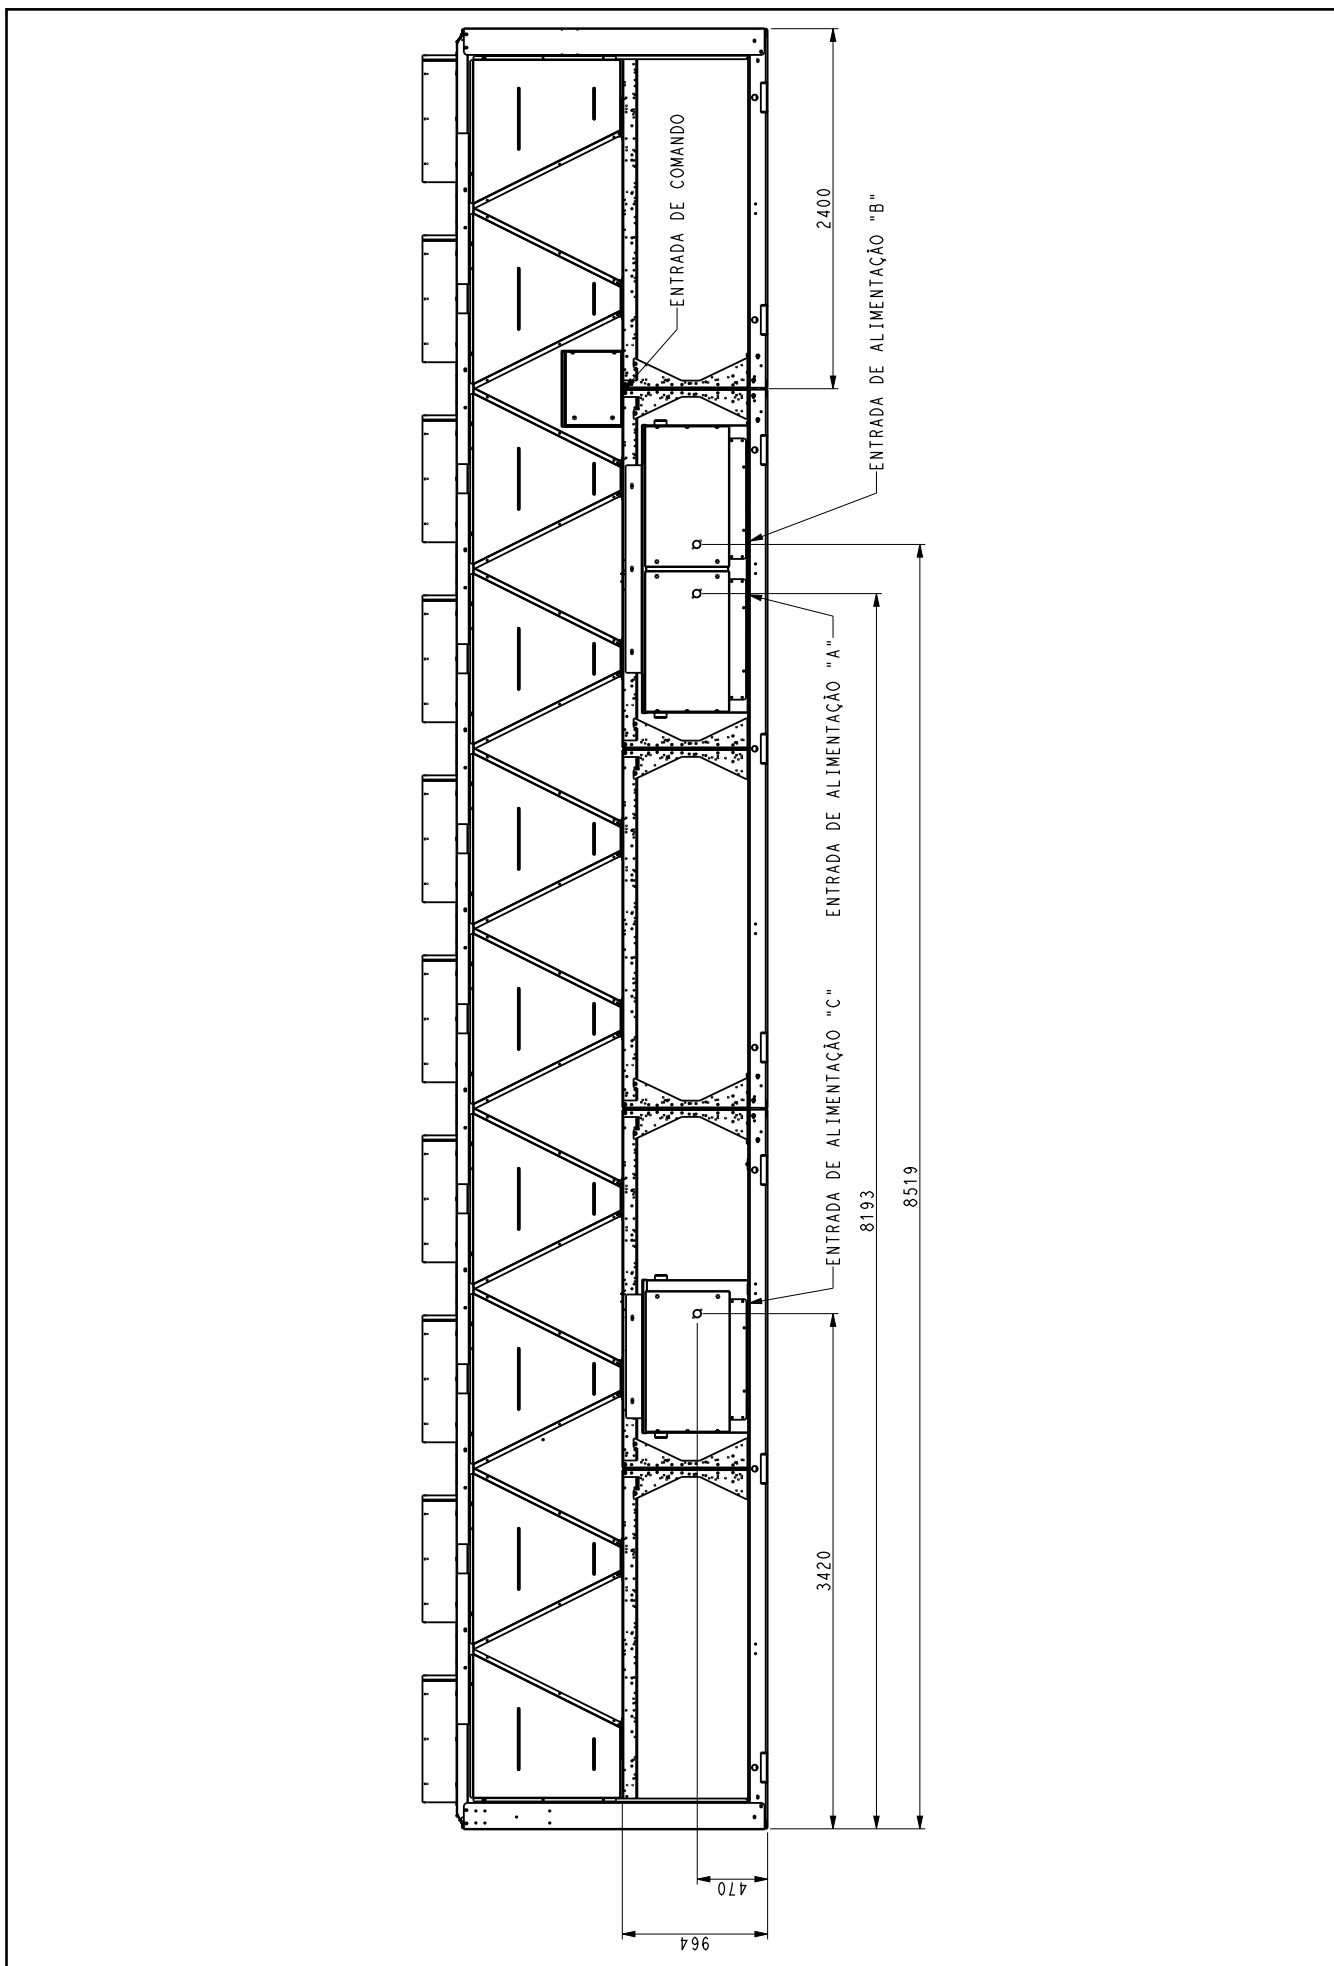 ENTRADA DE COMANDO
2400
ENTRADA DE ALIMENTAÇÃO "B"
ENTRADA DE ALIMENTAÇÃO "A"
ENTRADA DE ALIMENTAÇÃO "C"
8193
8519
3420
470
964